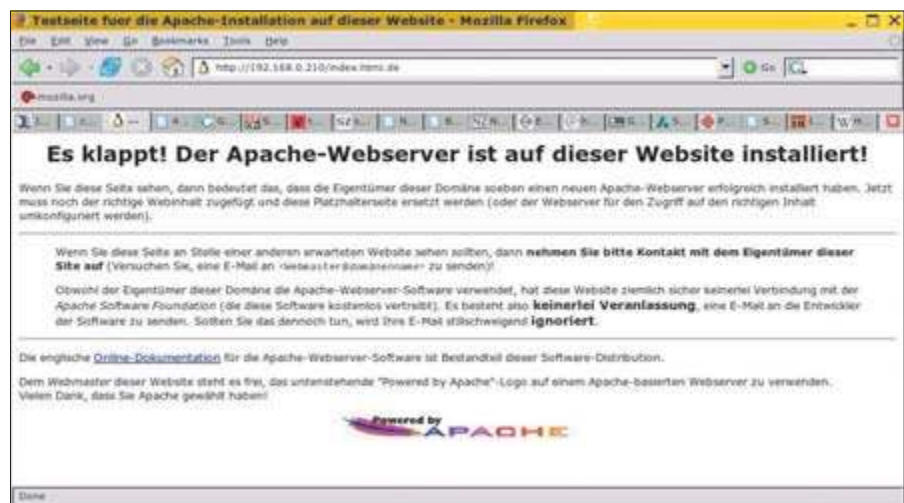 Testseite fuer die Apache-Installation auf dieser Website - Mozilla Firefox
File Edit View Go Bookmarks Tools Help
http://192.168.0.210/index.html.de
Go
mozilla.org
Es klappt! Der Apache-Webserver ist auf dieser Website installiert!
Wenn Sie diese Seite sehen, dann bedeutet das, dass die Eigentümer dieser Domäne soeben einen neuen Apache-Webserver erfolgreich installiert haben. Jetzt
muss noch der richtige Webinhalt zugefügt und diese Platzhalterseite ersetzt werden (oder der Webserver für den Zugriff auf den richtigen Inhalt
umkonfiguriert werden).
Wenn Sie diese Seite an Stelle einer anderen erwarteten Website sehen sollten, dann nehmen Sie bitte Kontakt mit dem Eigentümer dieser
Site auf (Versuchen Sie, eine E-Mail an <webmaster@domänenname> zu senden)!
Obwohl der Eigentümer dieser Domäne die Apache-Webserver-Software verwendet, hat diese Website ziemlich sicher keinerlei Verbindung mit der
Apache Software Foundation (die diese Software kostenlos vertreibt). Es besteht also keinerlei Veranlassung, eine E-Mail an die Entwickler
der Software zu senden. Sollten Sie das dennoch tun, wird Ihre E-Mail stillschweigend ignoriert.
Die englische Online-Dokumentation für die Apache-Webserver-Software ist Bestandteil dieser Software-Distribution.
Dem Webmaster dieser Website steht es frei, das untenstehende "Powered by Apache"-Logo auf einem Apache-basierten Webserver zu verwenden.
Vielen Dank, dass Sie Apache gewählt haben!
Powered by
APACHE
Done